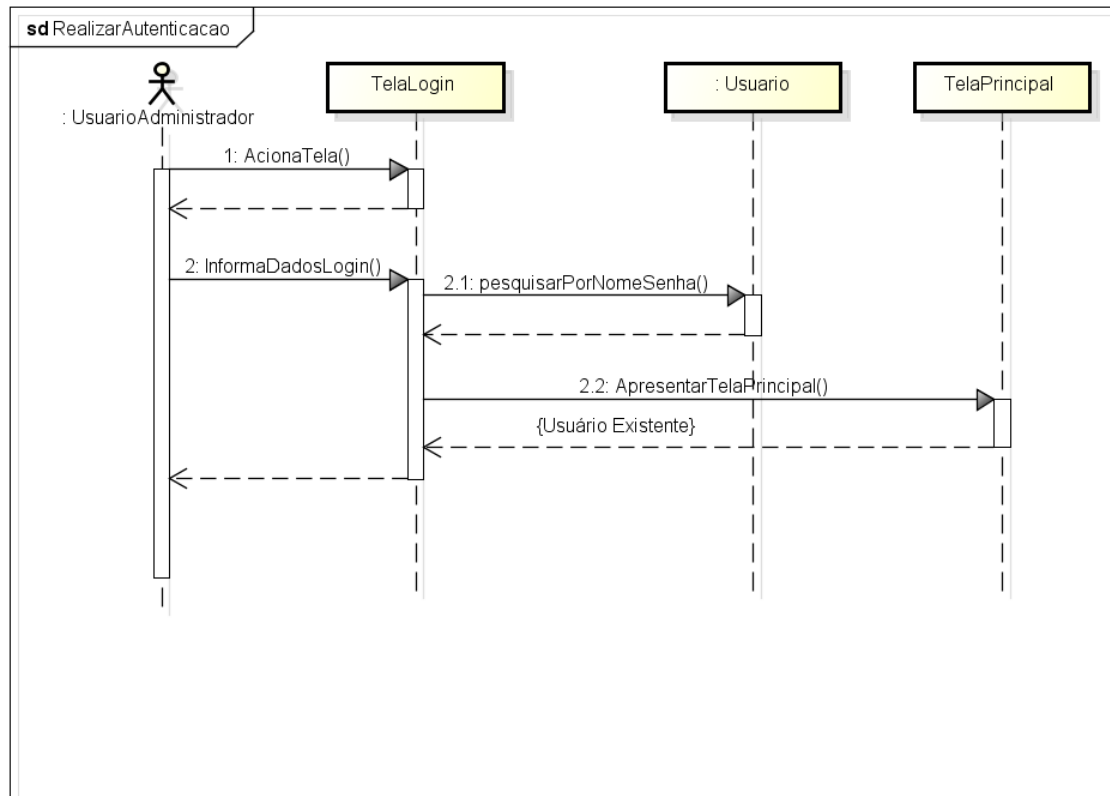 sd RealizarAutenticacao
: UsuarioAdministrador
TelaLogin
: Usuario
TelaPrincipal
1: AcionaTela()
2: InformaDadosLogin()
2.1: pesquisarPorNomeSenha()
2.2: ApresentarTelaPrincipal()
{Usuário Existente}